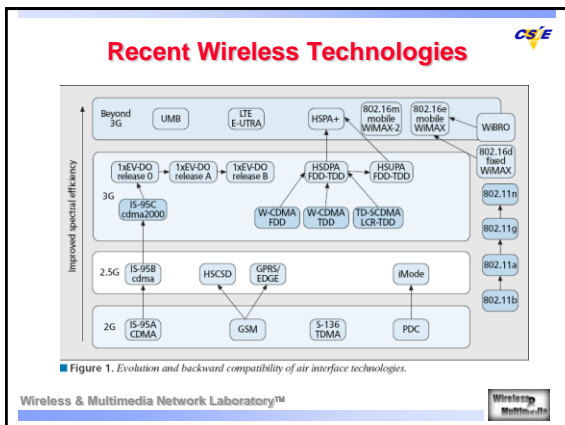 CS/E
Recent Wireless Technologies
Improved spectral efficiency
Beyond
3G
UMB
LTE
E-UTRA
HSPA+
802.16m
mobile
WiMAX-2
802.16e
mobile
WiMAX
WiBRO
802.16d
fixed
WiMAX
3G
1xEV-DO
release 0
1xEV-DO
release A
1xEV-DO
release B
HSDPA
FDD-TDD
HSUPA
FDD-TDD
IS-95C
cdma2000
W-CDMA
FDD
W-CDMA
TDD
TD-SCDMA
LCR-TDD
802.11n
802.11g
802.11a
802.11b
2.5G
IS-95B
cdma
HSCSD
GPRS/
EDGE
iMode
2G
IS-95A
CDMA
GSM
S-136
TDMA
PDC
Figure 1. Evolution and backward compatibility of air interface technologies.
Wireless & Multimedia Network Laboratory™
Wireless
Multimedia